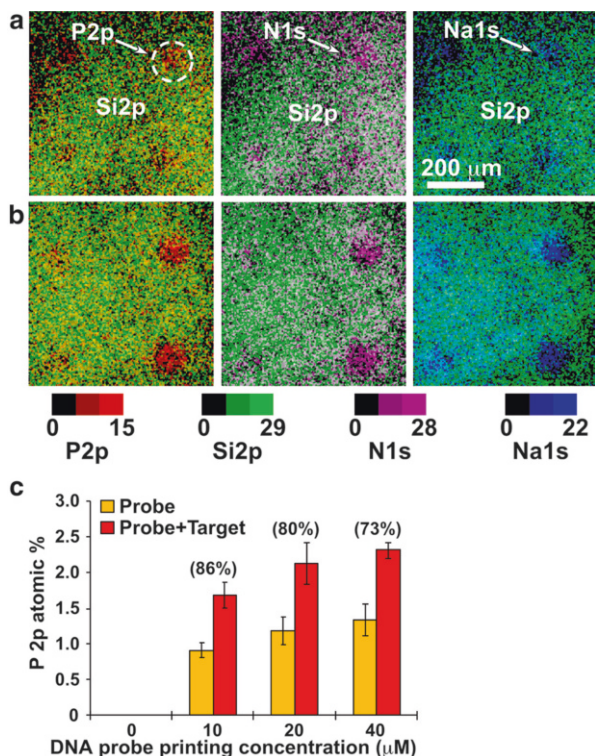 a
P2p
N1s
Na1s
Si2p
Si2p
Si2p
200 μm
b
0 15
P2p
0 29
Si2p
0 28
N1s
0 22
Na1s
c
P 2p atomic %
3.0
2.5
2.0
1.5
1.0
0.5
0
Probe
Probe+Target
(86%)
(80%)
(73%)
0 10 20 40
DNA probe printing concentration (μM)